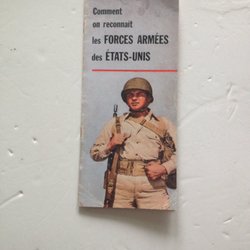 Comment
on reconnait
les FORCES ARMÉES
des ÉTATS-UNIS